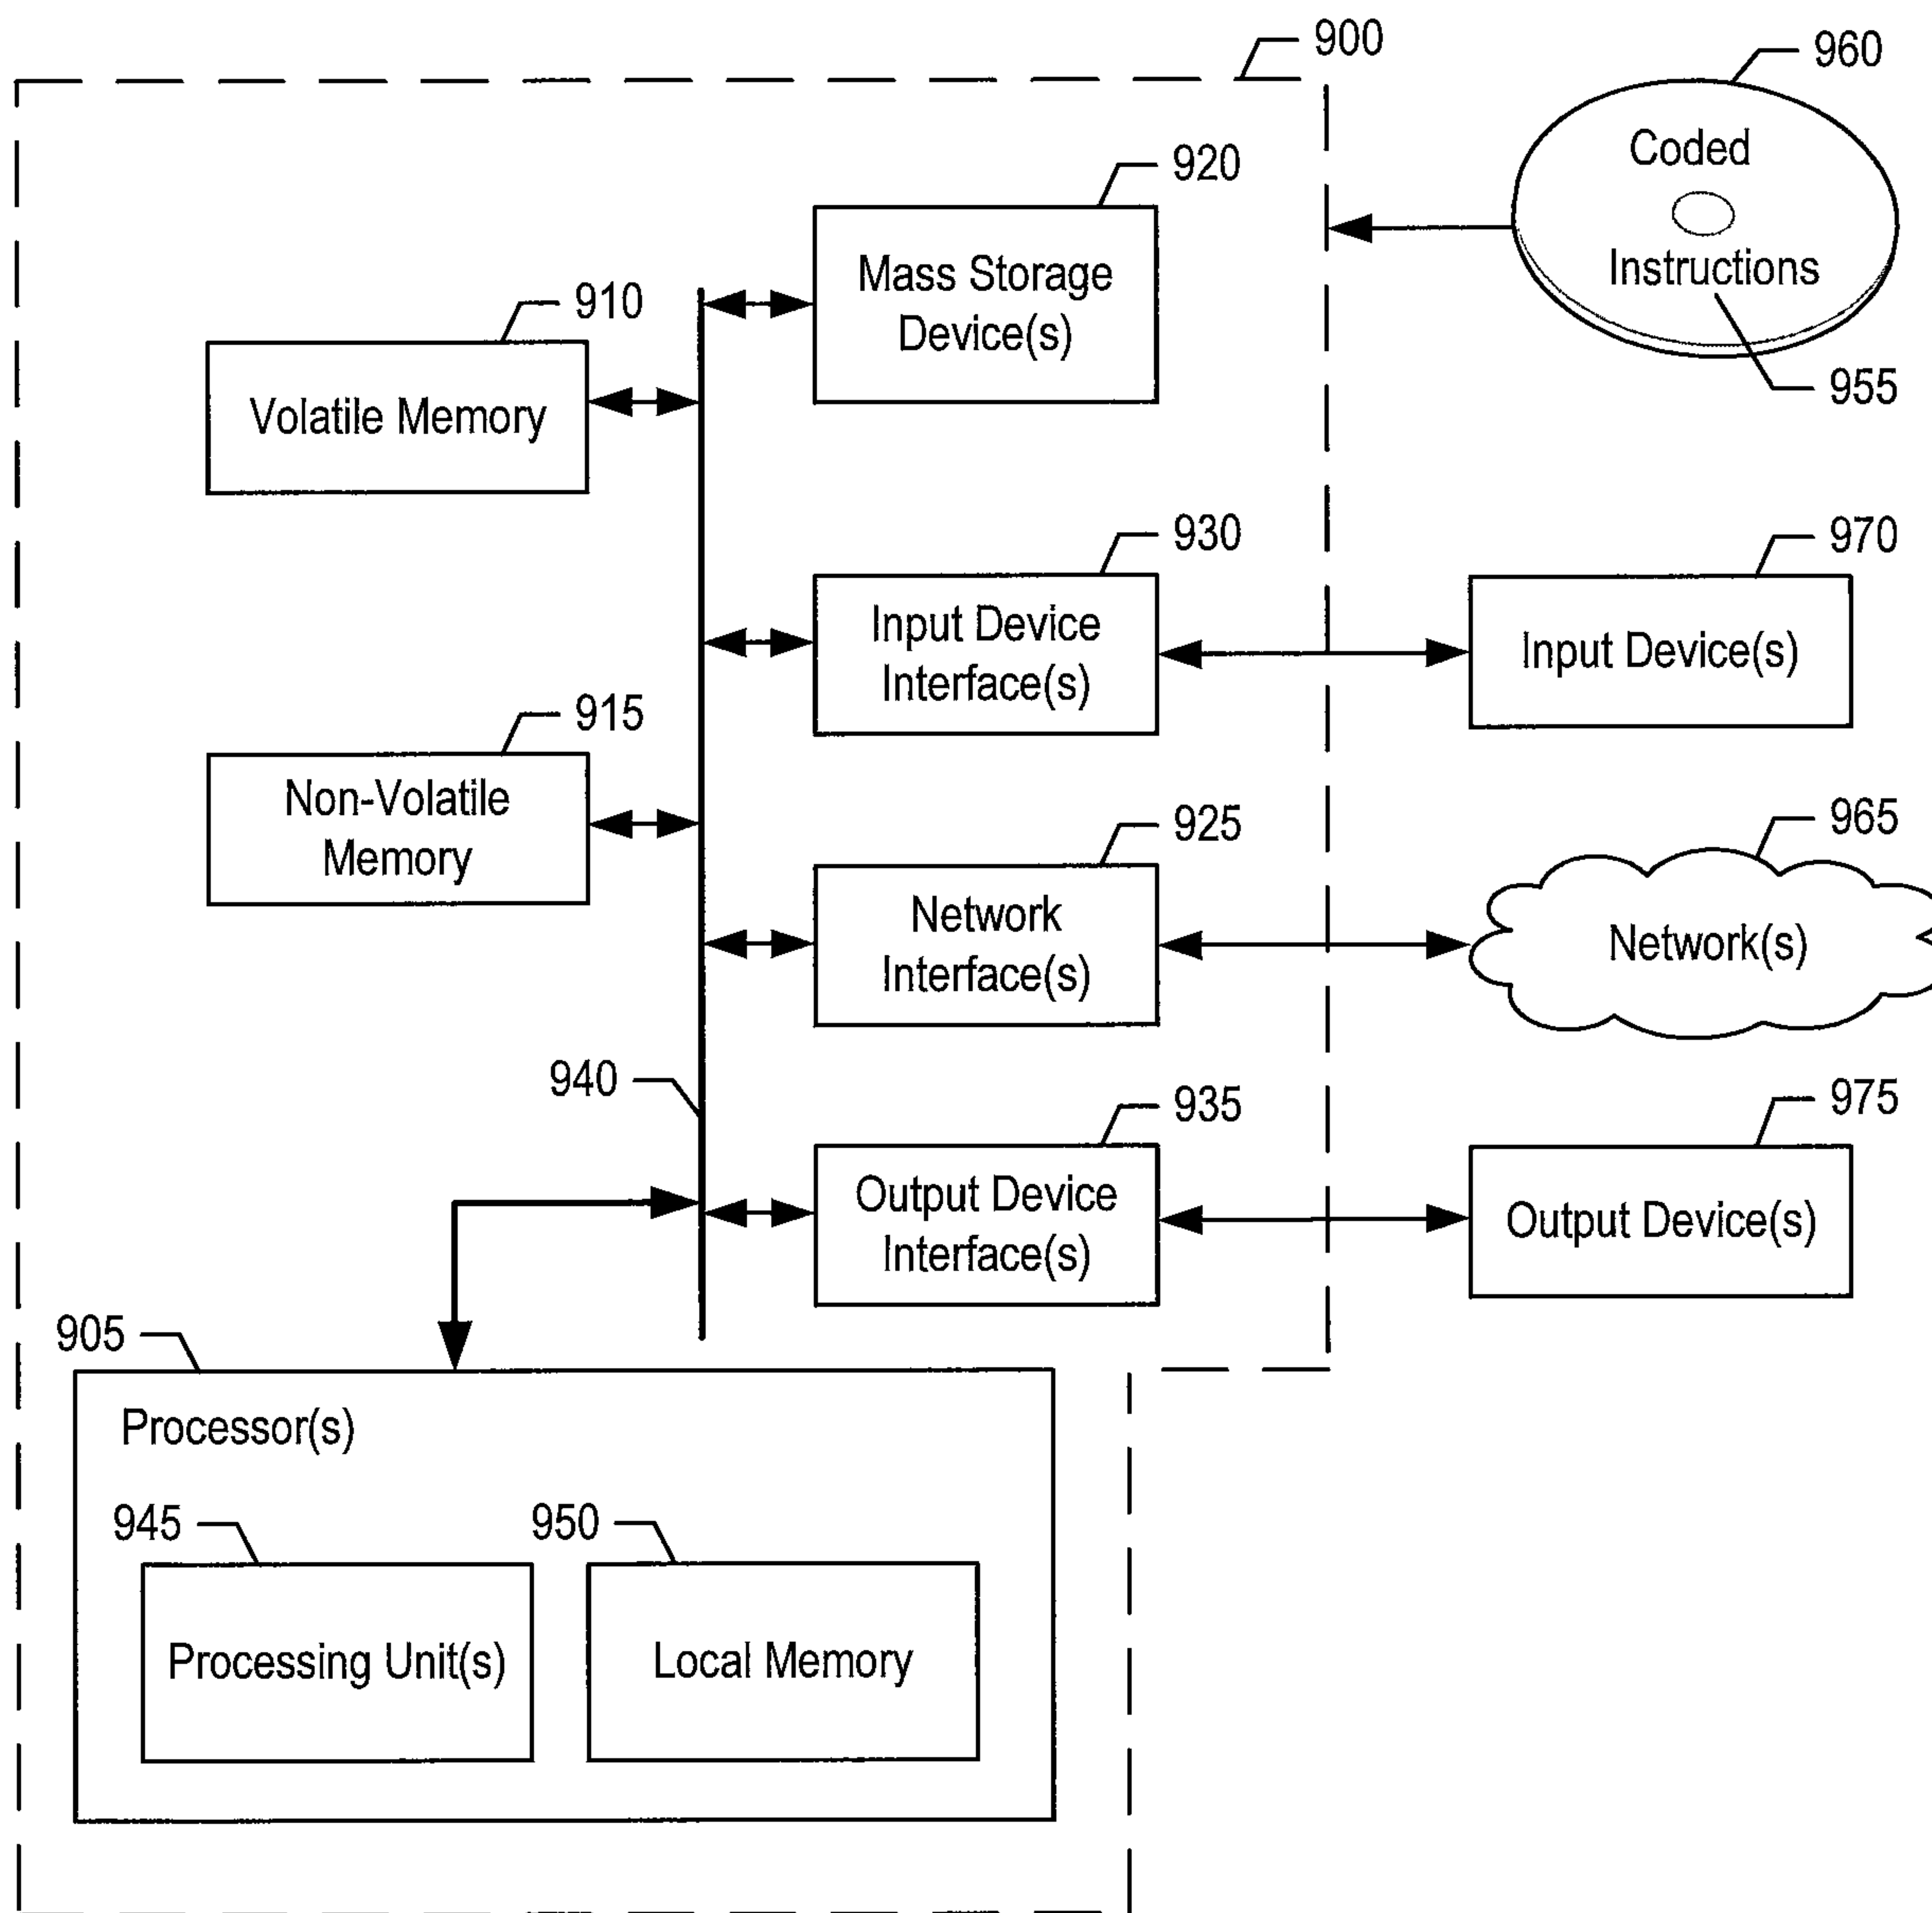 900
960
Coded
Instructions
955
920
Mass Storage
Device(s)
910
Volatile Memory
930
Input Device
Interface(s)
970
Input Device(s)
915
Non-Volatile
Memory
925
Network
Interface(s)
965
Network(s)
940
935
Output Device
Interface(s)
975
Output Device(s)
905
Processor(s)
945
Processing Unit(s)
950
Local Memory